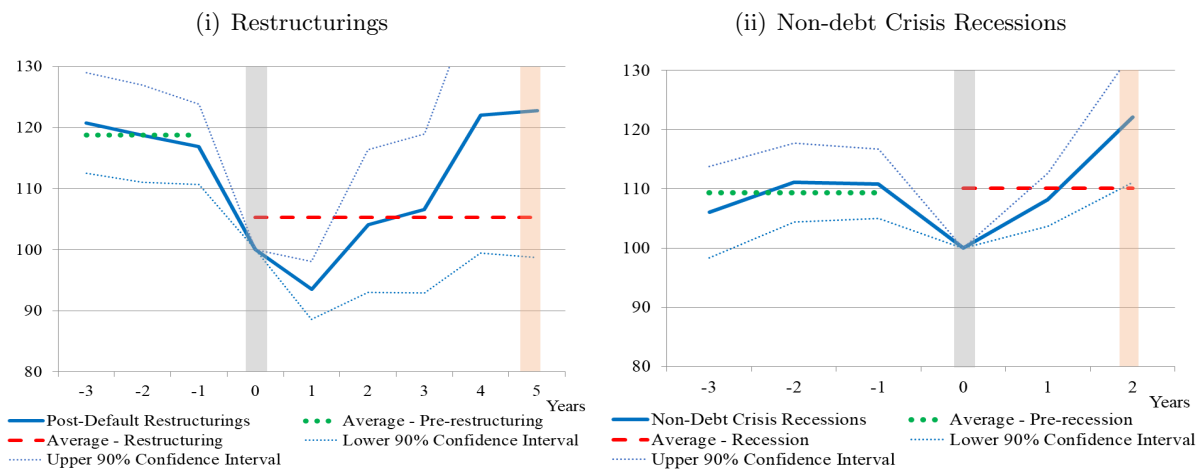 (i) Restructurings
130
120
110
100
90
80
-3 -2 -1 0 1 2 3 4 5
Years
Post-Default Restructurings
Average - Pre-restructuring
Average - Restructuring
Lower 90% Confidence Interval
Upper 90% Confidence Interval
(ii) Non-debt Crisis Recessions
130
120
110
100
90
80
-3 -2 -1 0 1 2
Years
Non-Debt Crisis Recessions
Average - Pre-recession
Average - Recession
Lower 90% Confidence Interval
Upper 90% Confidence Interval